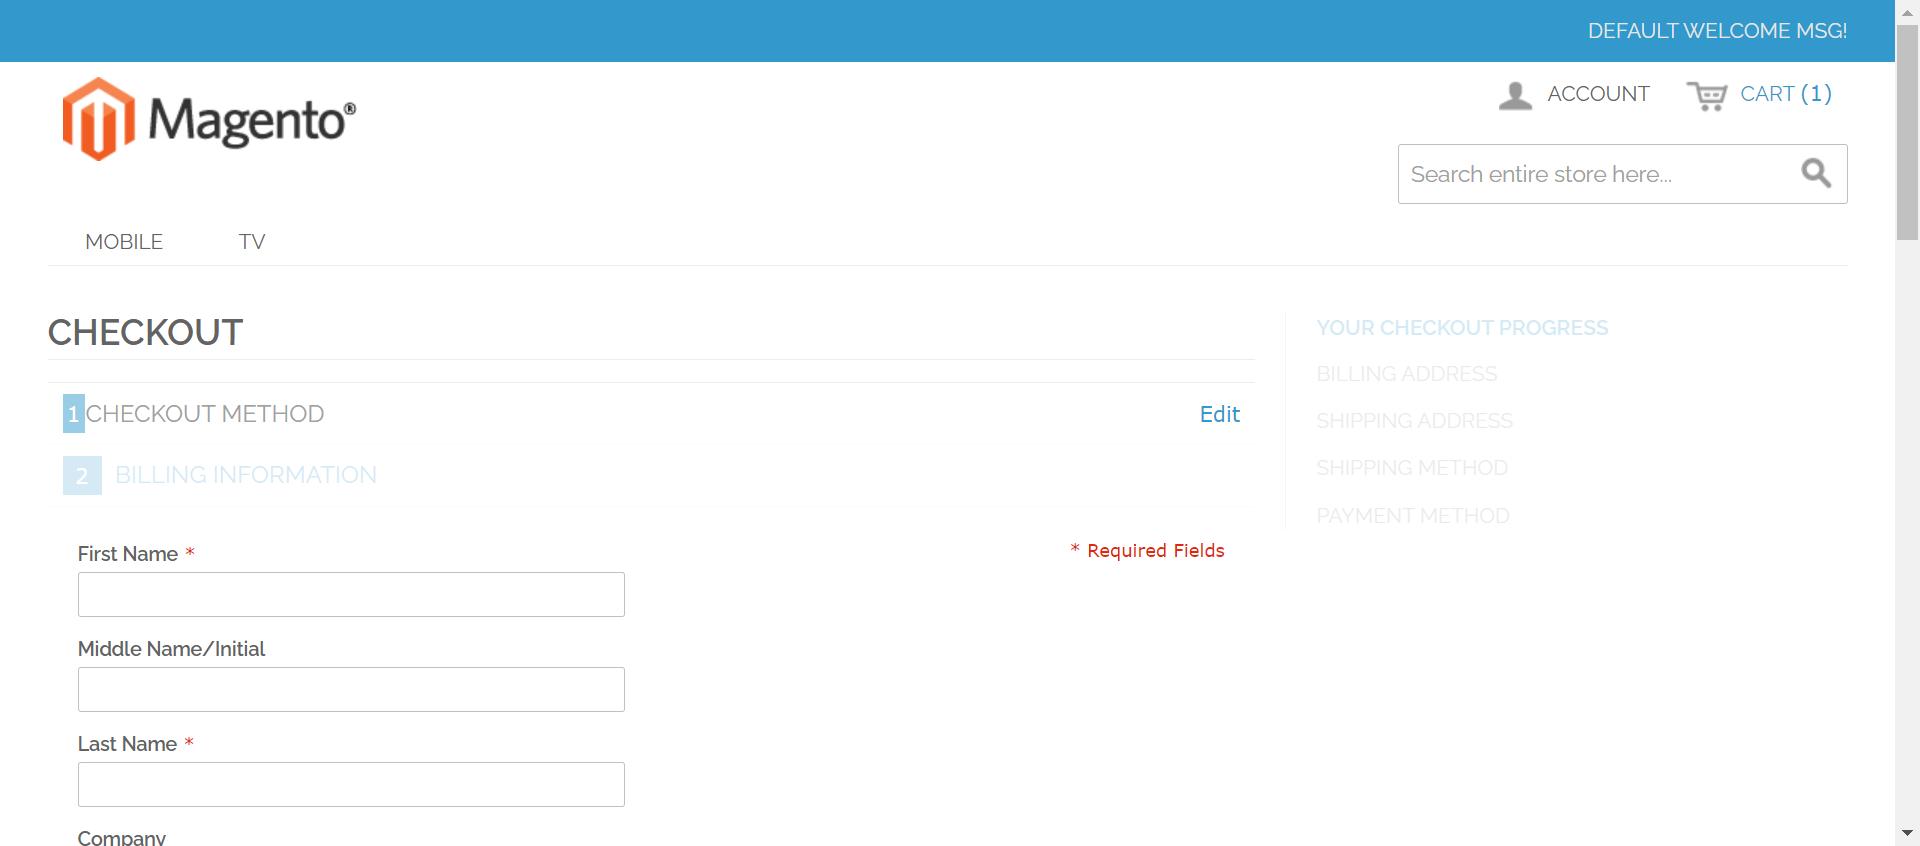 DEFAULT WELCOME MSG!
Magento®
ACCOUNT
CART (1)
Search entire store here...
MOBILE
TV
CHECKOUT
1 CHECKOUT METHOD
Edit
2 BILLING INFORMATION
* Required Fields
First Name *
Middle Name/Initial
Last Name *
Company
YOUR CHECKOUT PROGRESS
BILLING ADDRESS
SHIPPING ADDRESS
SHIPPING METHOD
PAYMENT METHOD